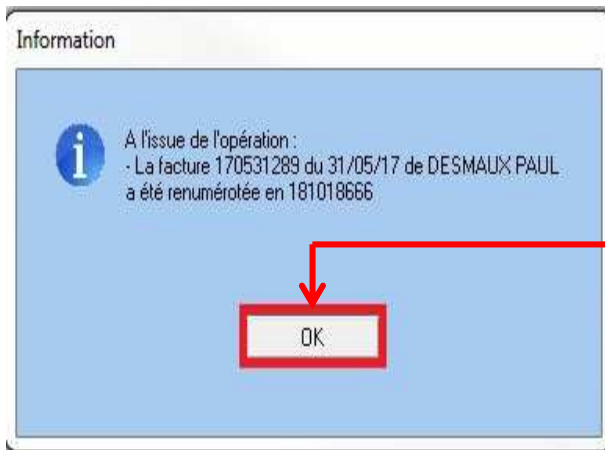 Information
A l'issue de l'opération :
- La facture 170531289 du 31/05/17 de DESMAUX PAUL
a été renumérotée en 181018666
OK